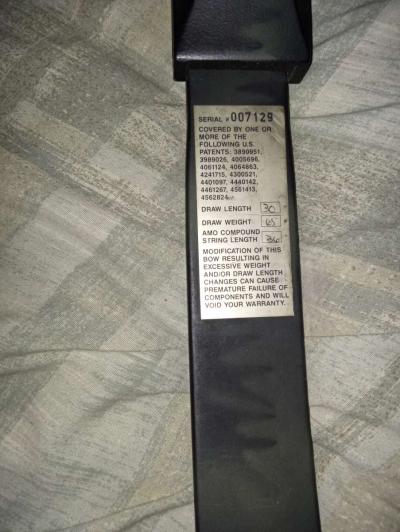 SERIAL # 007129
COVERED BY ONE OR
MORE OF THE
FOLLOWING U.S.
PATENTS: 3890951,
3989026, 4005696,
4061124, 4064863,
4241715, 4300521,
4401097, 4440142,
4461267, 4561413,
4562824
DRAW LENGTH 30 "
DRAW WEIGHT 65 #
AMO COMPOUND
STRING LENGTH "
MODIFICATION OF THIS
BOW RESULTING IN
EXCESSIVE WEIGHT
AND/OR DRAW LENGTH
CHANGES CAN CAUSE
PREMATURE FAILURE OF
COMPONENTS AND WILL
VOID YOUR WARRANTY.